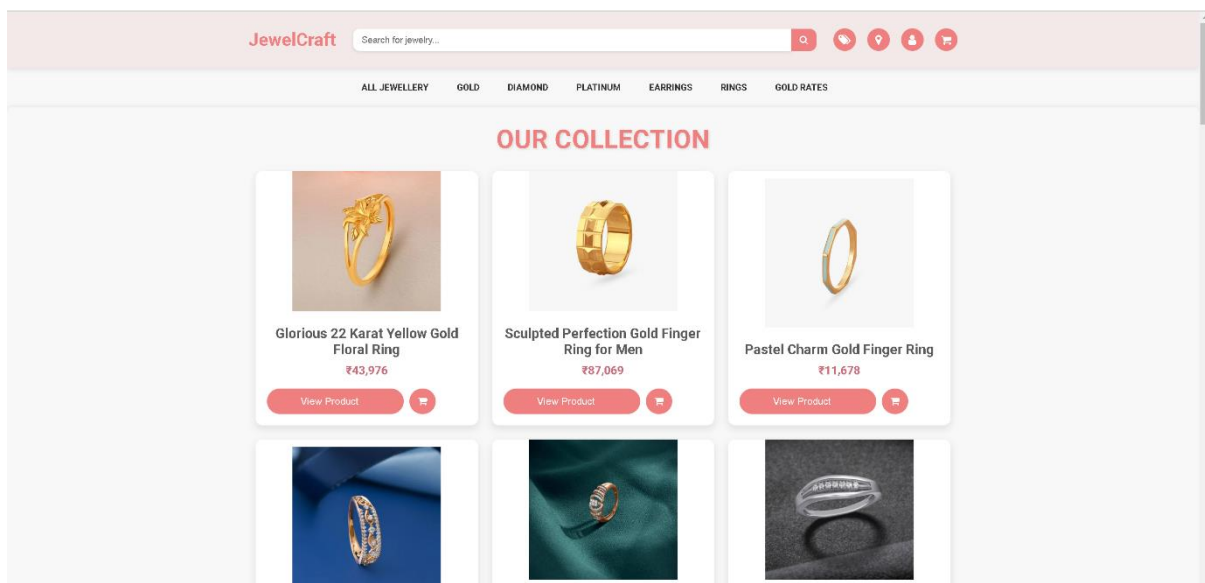 JewelCraft
Search for jewelry...
ALL JEWELLERY GOLD DIAMOND PLATINUM EARRINGS RINGS GOLD RATES
OUR COLLECTION
Glorious 22 Karat Yellow Gold
Floral Ring
₹43,976
View Product
Sculpted Perfection Gold Finger
Ring for Men
₹87,069
View Product
Pastel Charm Gold Finger Ring
₹11,678
View Product